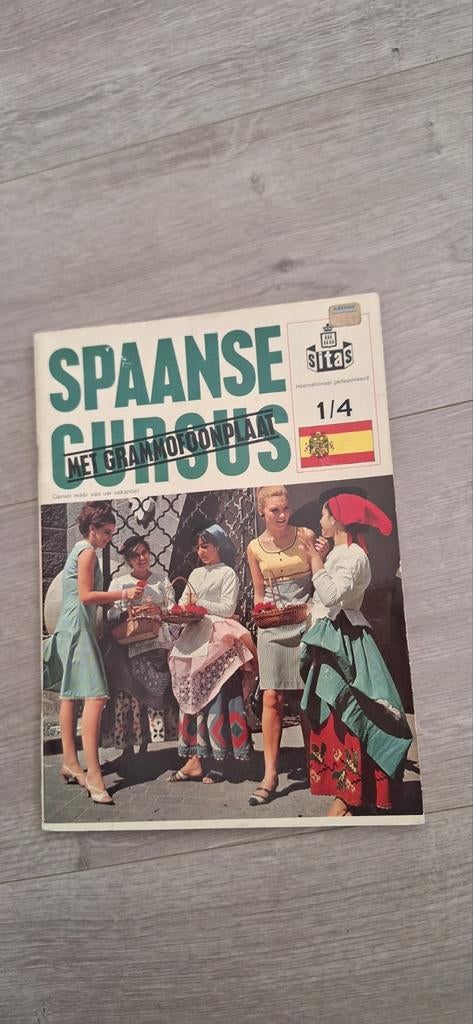 SPAANSE
CURSUS
MET GRAMMOFOONPLAAT
Geniet méér van uw vakantie!
sitas
Internationaal gedeponeerd
1/4